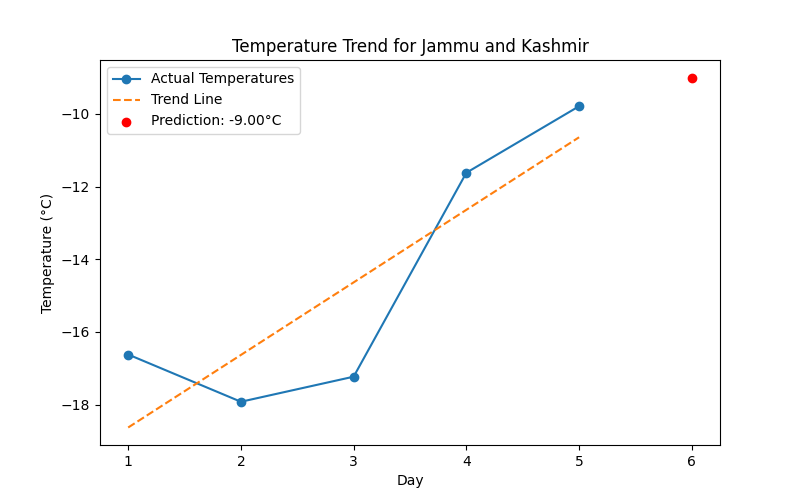 Temperature Trend for Jammu and Kashmir
Actual Temperatures
Trend Line
Prediction: -9.00°C
Temperature (°C)
−10
−12
−14
−16
−18
1 2 3 4 5 6
Day